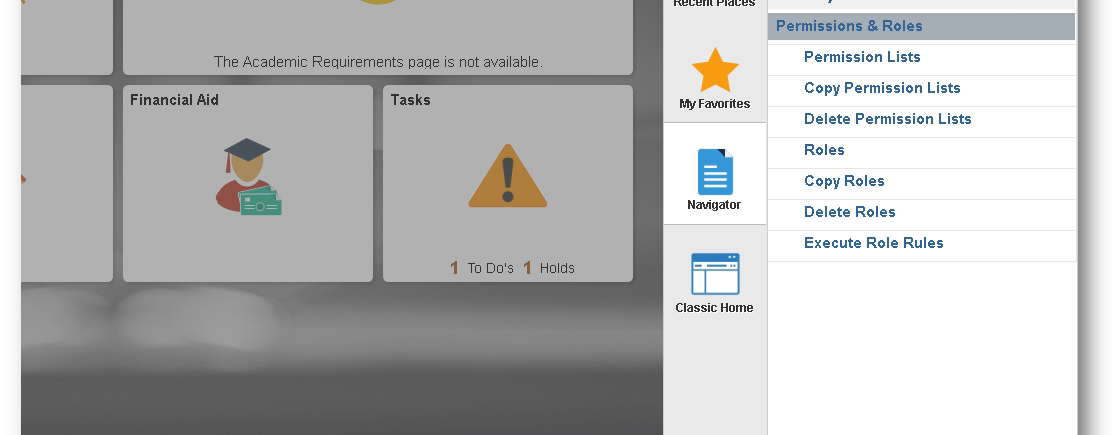 The Academic Requirements page is not available.
Financial Aid
Tasks
1 To Do's 1 Holds
Recent Places
My Favorites
Navigator
Classic Home
Permissions & Roles
Permission Lists
Copy Permission Lists
Delete Permission Lists
Roles
Copy Roles
Delete Roles
Execute Role Rules